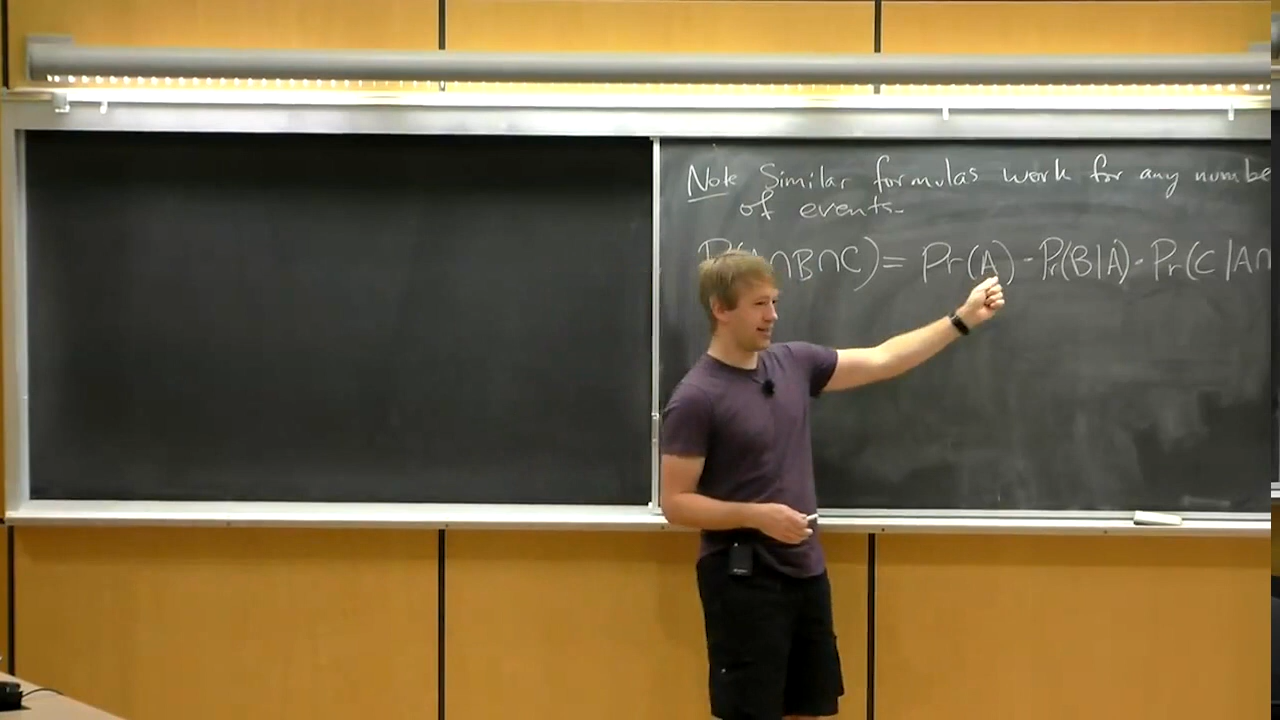 Note Similar formulas work for any numbe
of events.
P(A∩B∩C) = Pr(A) · Pr(B|A) · Pr(C|A∩